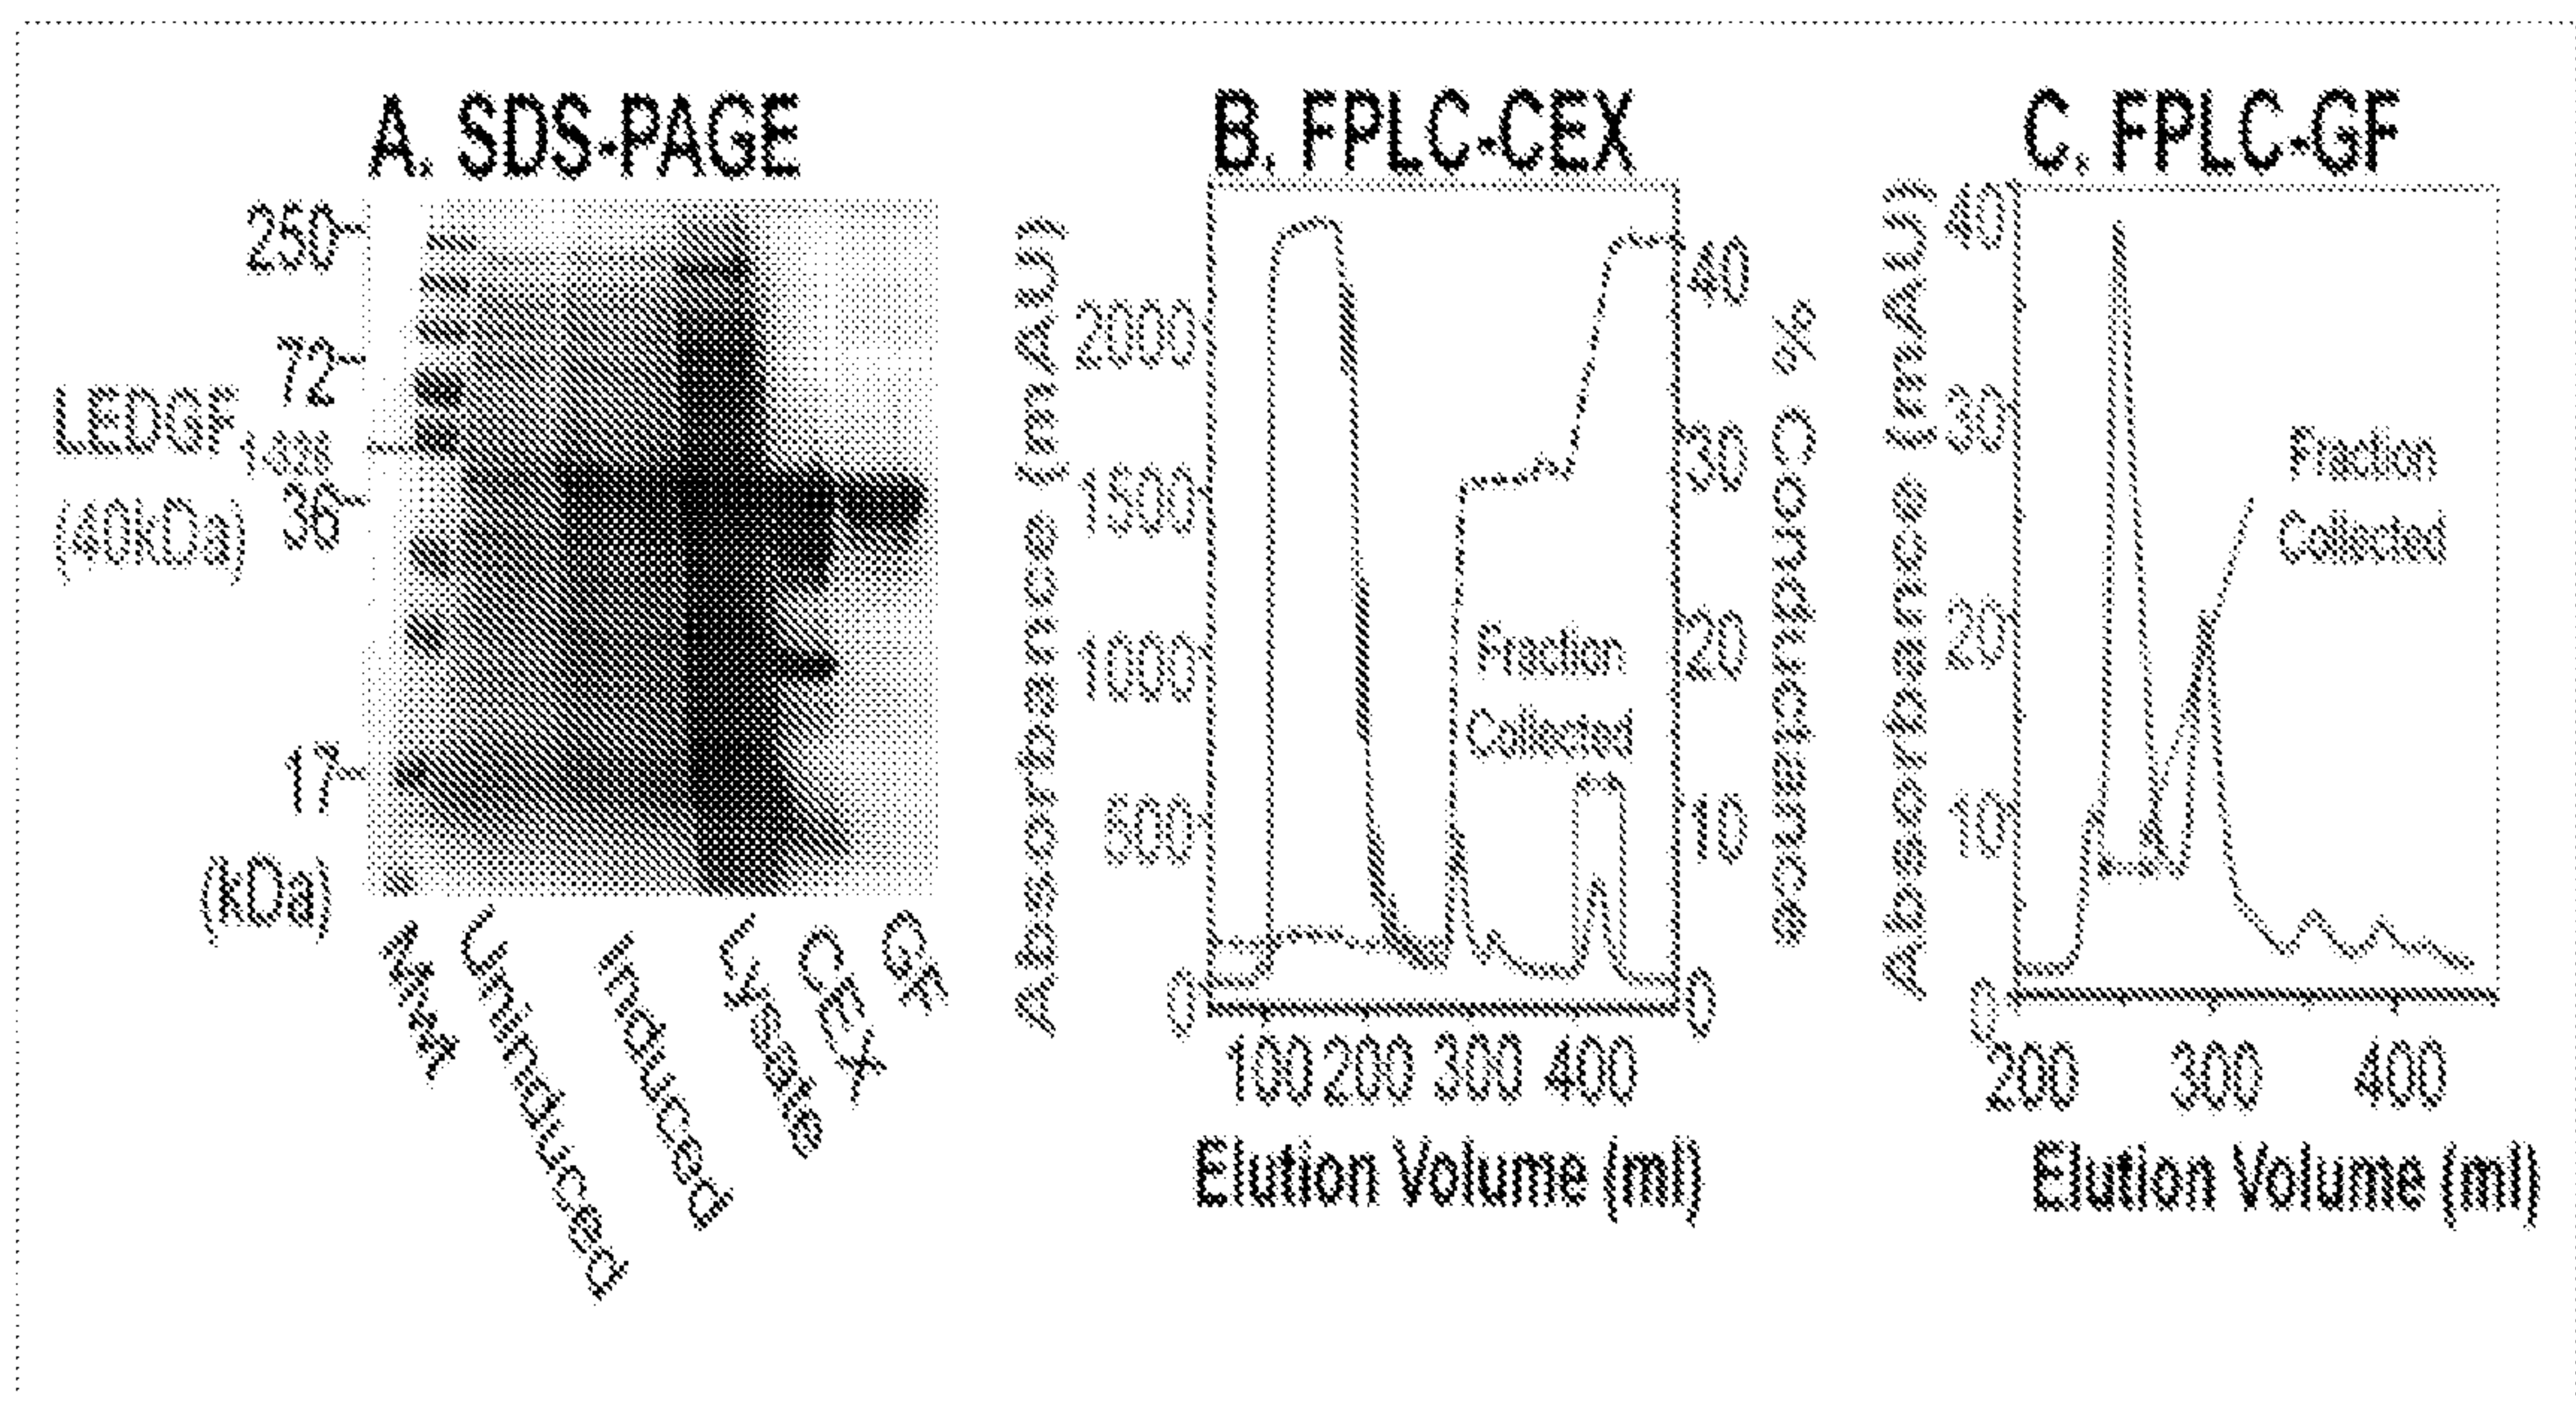 A. SDS-PAGE
250
72
LEDGF
36
(40kDa)
17
(kDa)
MM
Uninduced
Induced
Lysate
CEX
GF
B. FPLC-CEX
Absorbance (mAU)
2000
1500
1000
500
0
40
30
20
10
0
% Conductance
Fraction
Collected
100 200 300 400
Elution Volume (ml)
C. FPLC-GF
Absorbance (mAU)
40
30
20
10
0
Fraction
Collected
200 300 400
Elution Volume (ml)